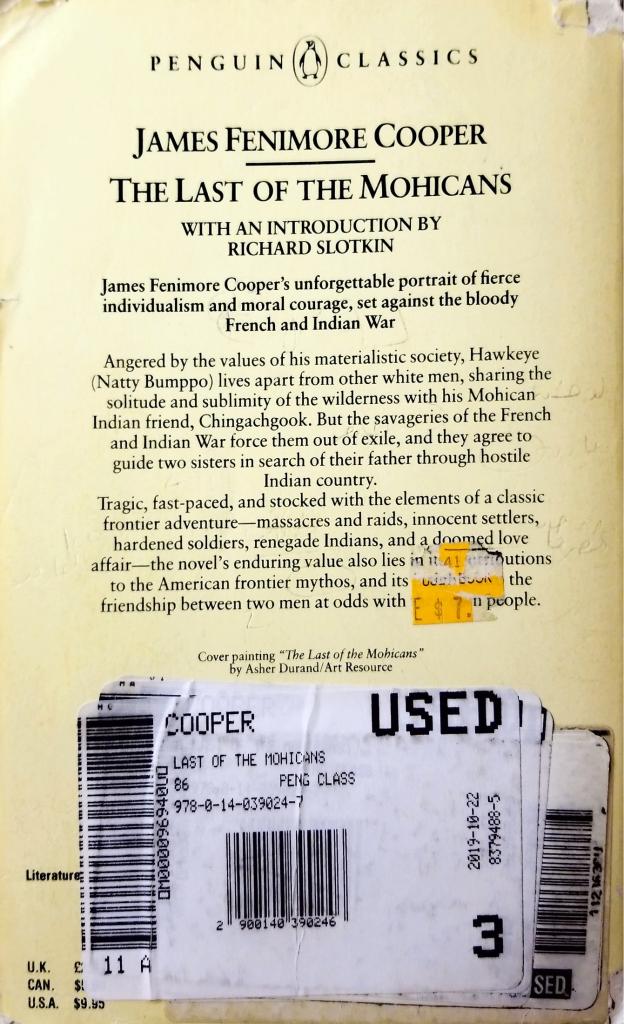 PENGUIN CLASSICS
JAMES FENIMORE COOPER
THE LAST OF THE MOHICANS
WITH AN INTRODUCTION BY
RICHARD SLOTKIN
James Fenimore Cooper's unforgettable portrait of fierce
individualism and moral courage, set against the bloody
French and Indian War
Angered by the values of his materialistic society, Hawkeye
(Natty Bumppo) lives apart from other white men, sharing the
solitude and sublimity of the wilderness with his Mohican
Indian friend, Chingachgook. But the savageries of the French
and Indian War force them out of exile, and they agree to
guide two sisters in search of their father through hostile
Indian country.
Tragic, fast-paced, and stocked with the elements of a classic
frontier adventure—massacres and raids, innocent settlers,
hardened soldiers, renegade Indians, and a doomed love
affair—the novel's enduring value also lies in
to the American frontier mythos, and its the
friendship between two men at odds with people.
41
$ 7.
Cover painting "The Last of the Mohicans"
by Asher Durand/Art Resource
COOPER USED
LAST OF THE MOHICANS
86 PENG CLASS
978-0-14-039024-7
2019-10-22
8379488-5
2 900140 390246
3
11 A
Literature
U.K. £
CAN. $
U.S.A. $9.95